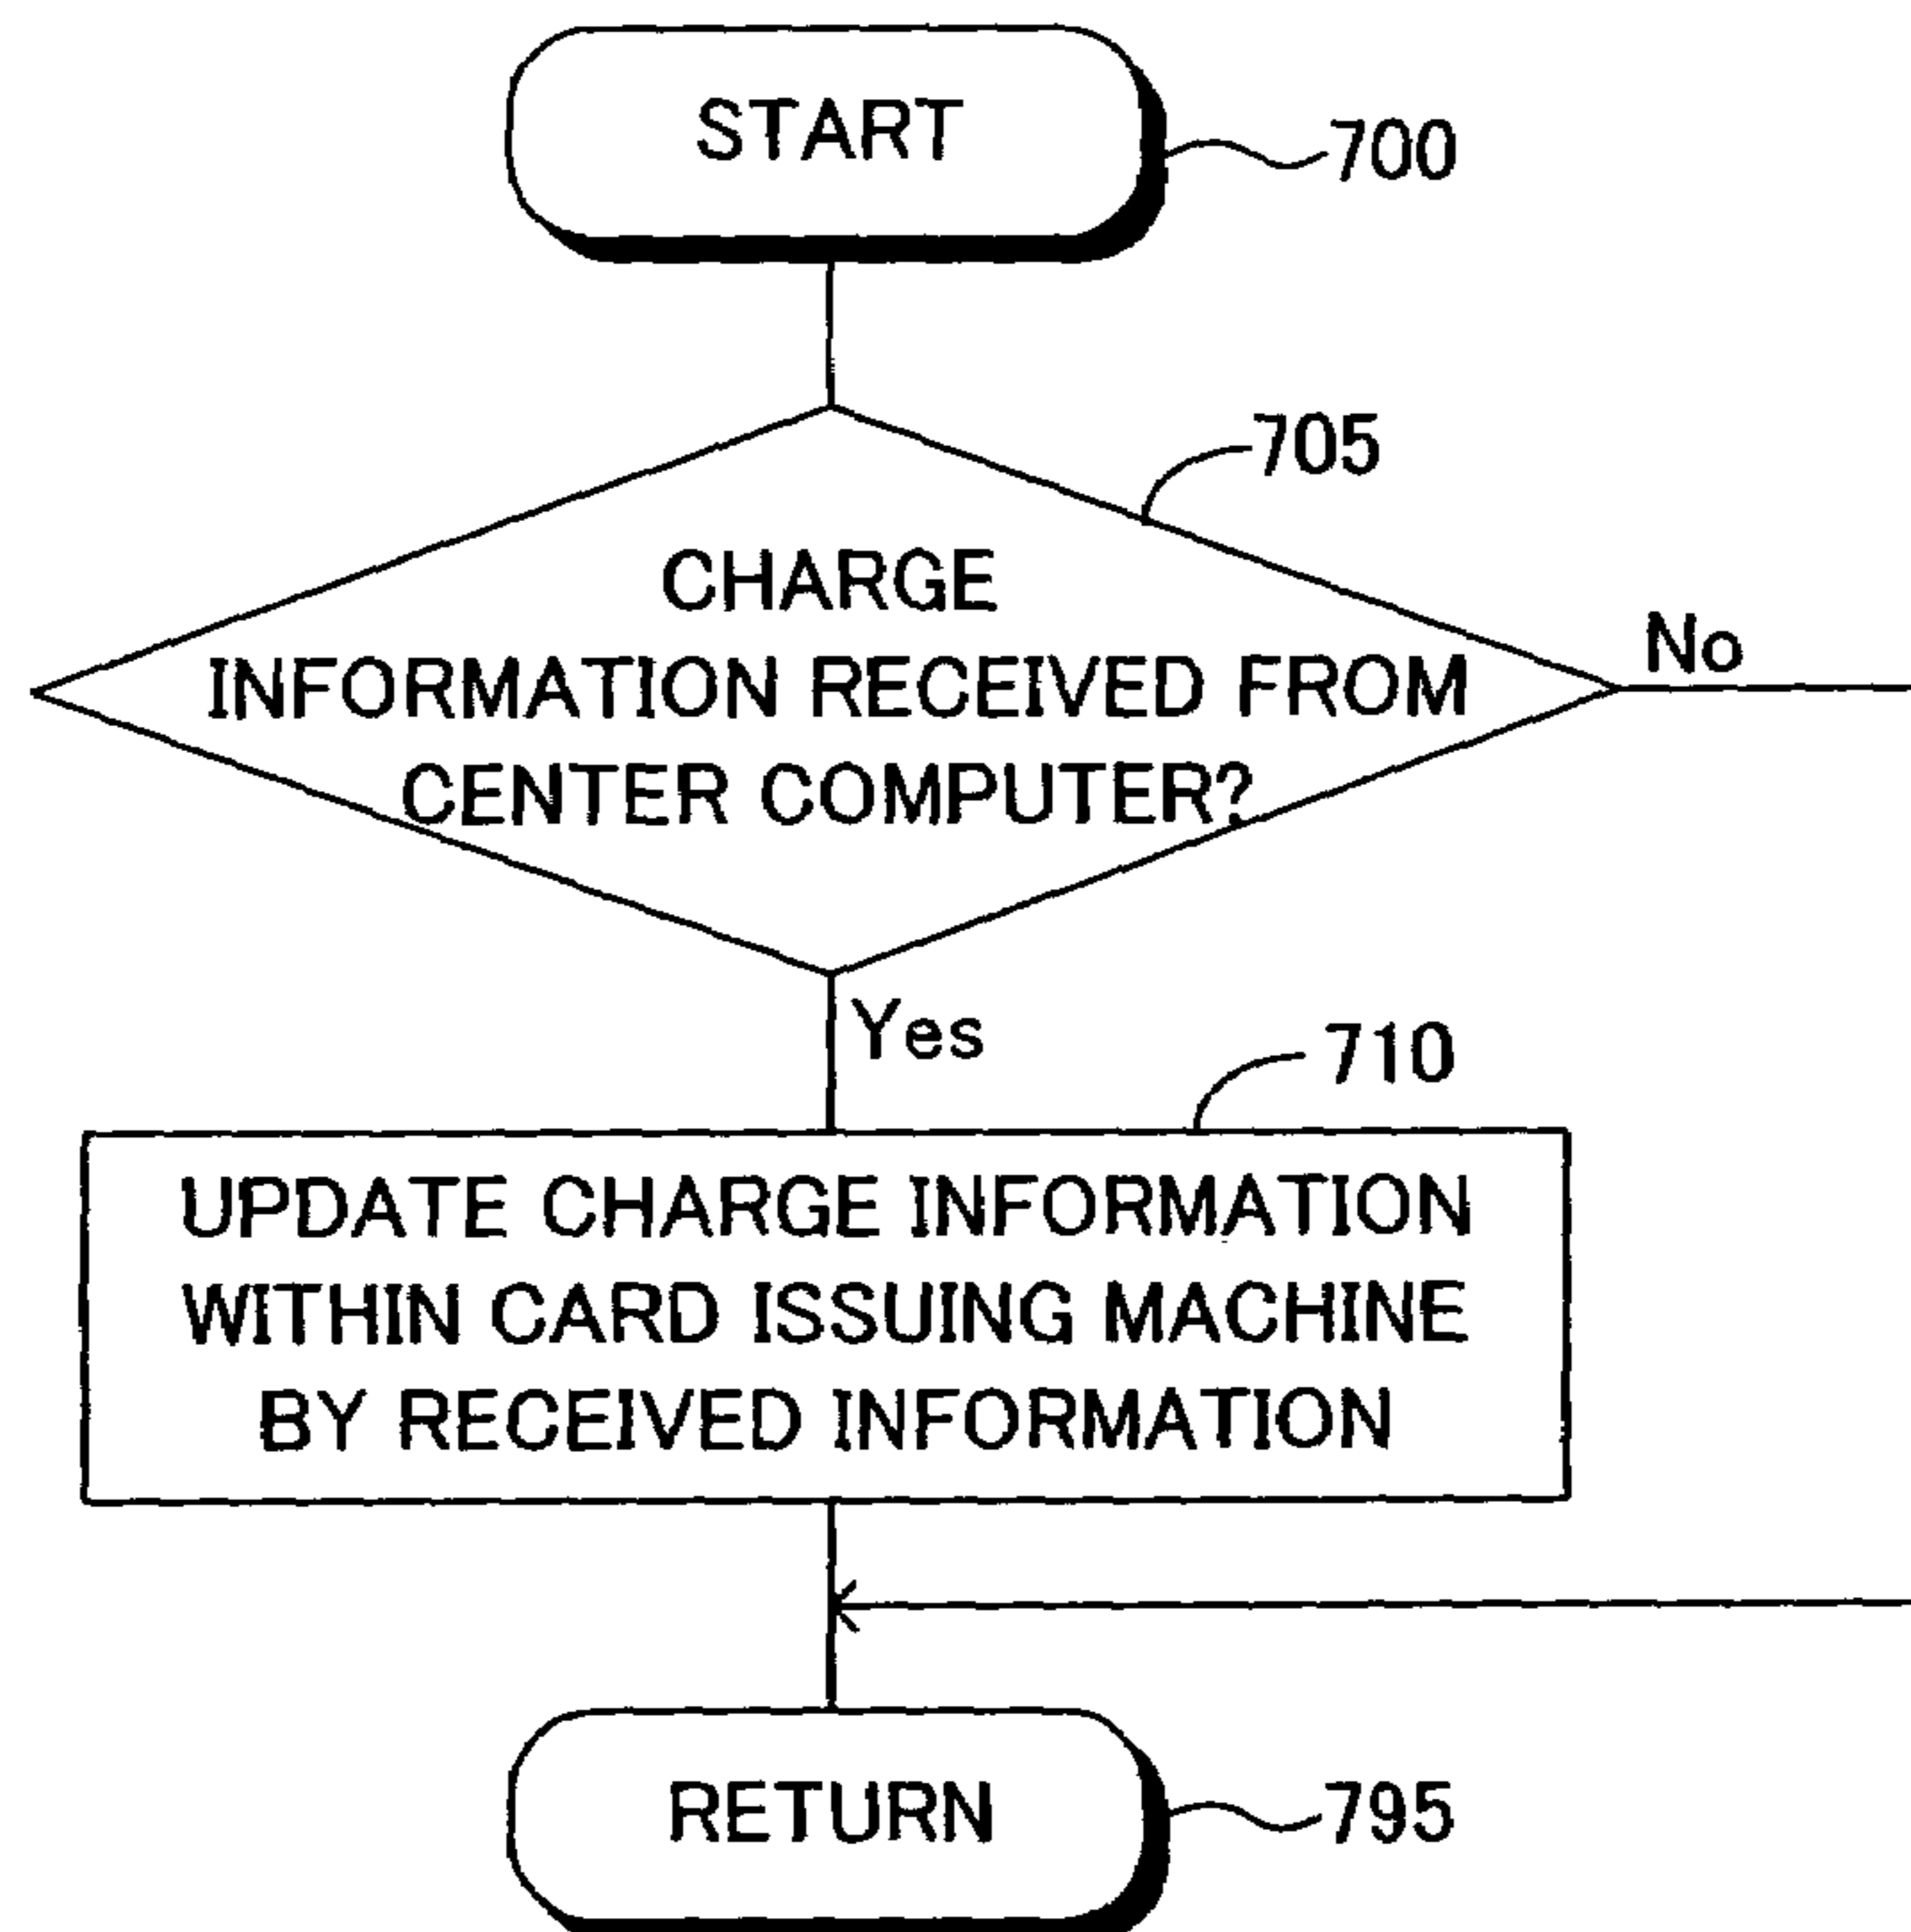 START
700
705
CHARGE
INFORMATION RECEIVED FROM
CENTER COMPUTER?
No
Yes
710
UPDATE CHARGE INFORMATION
WITHIN CARD ISSUING MACHINE
BY RECEIVED INFORMATION
RETURN
795